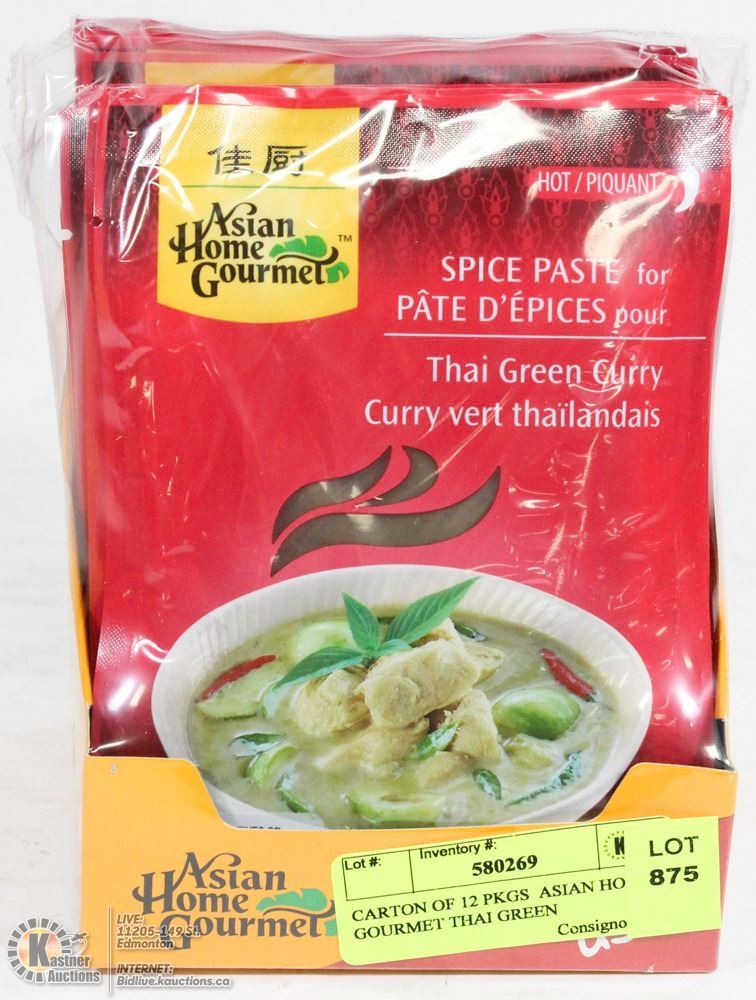 佳厨
Asian
Home
Gourmet™
HOT / PIQUANT
SPICE PASTE for
PÂTE D'ÉPICES pour
Thai Green Curry
Curry vert thaïlandais
Asian
Home
Gourmet
Lot #:
Inventory #:
580269
K
LOT
875
CARTON OF 12 PKGS ASIAN HO
GOURMET THAI GREEN
Consigno
Kastner
Auctions
LIVE:
11205-149 St.
Edmonton
INTERNET:
Bidlive.kauctions.ca